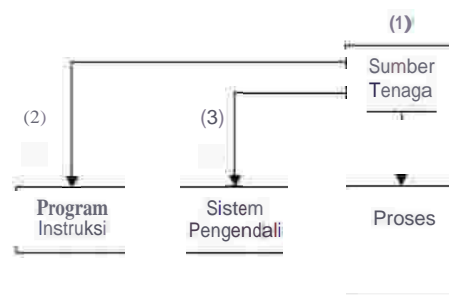 (1)
Sumber
Tenaga
(2)
(3)
Program
Instruksi
Sistem
Pengendali
Proses